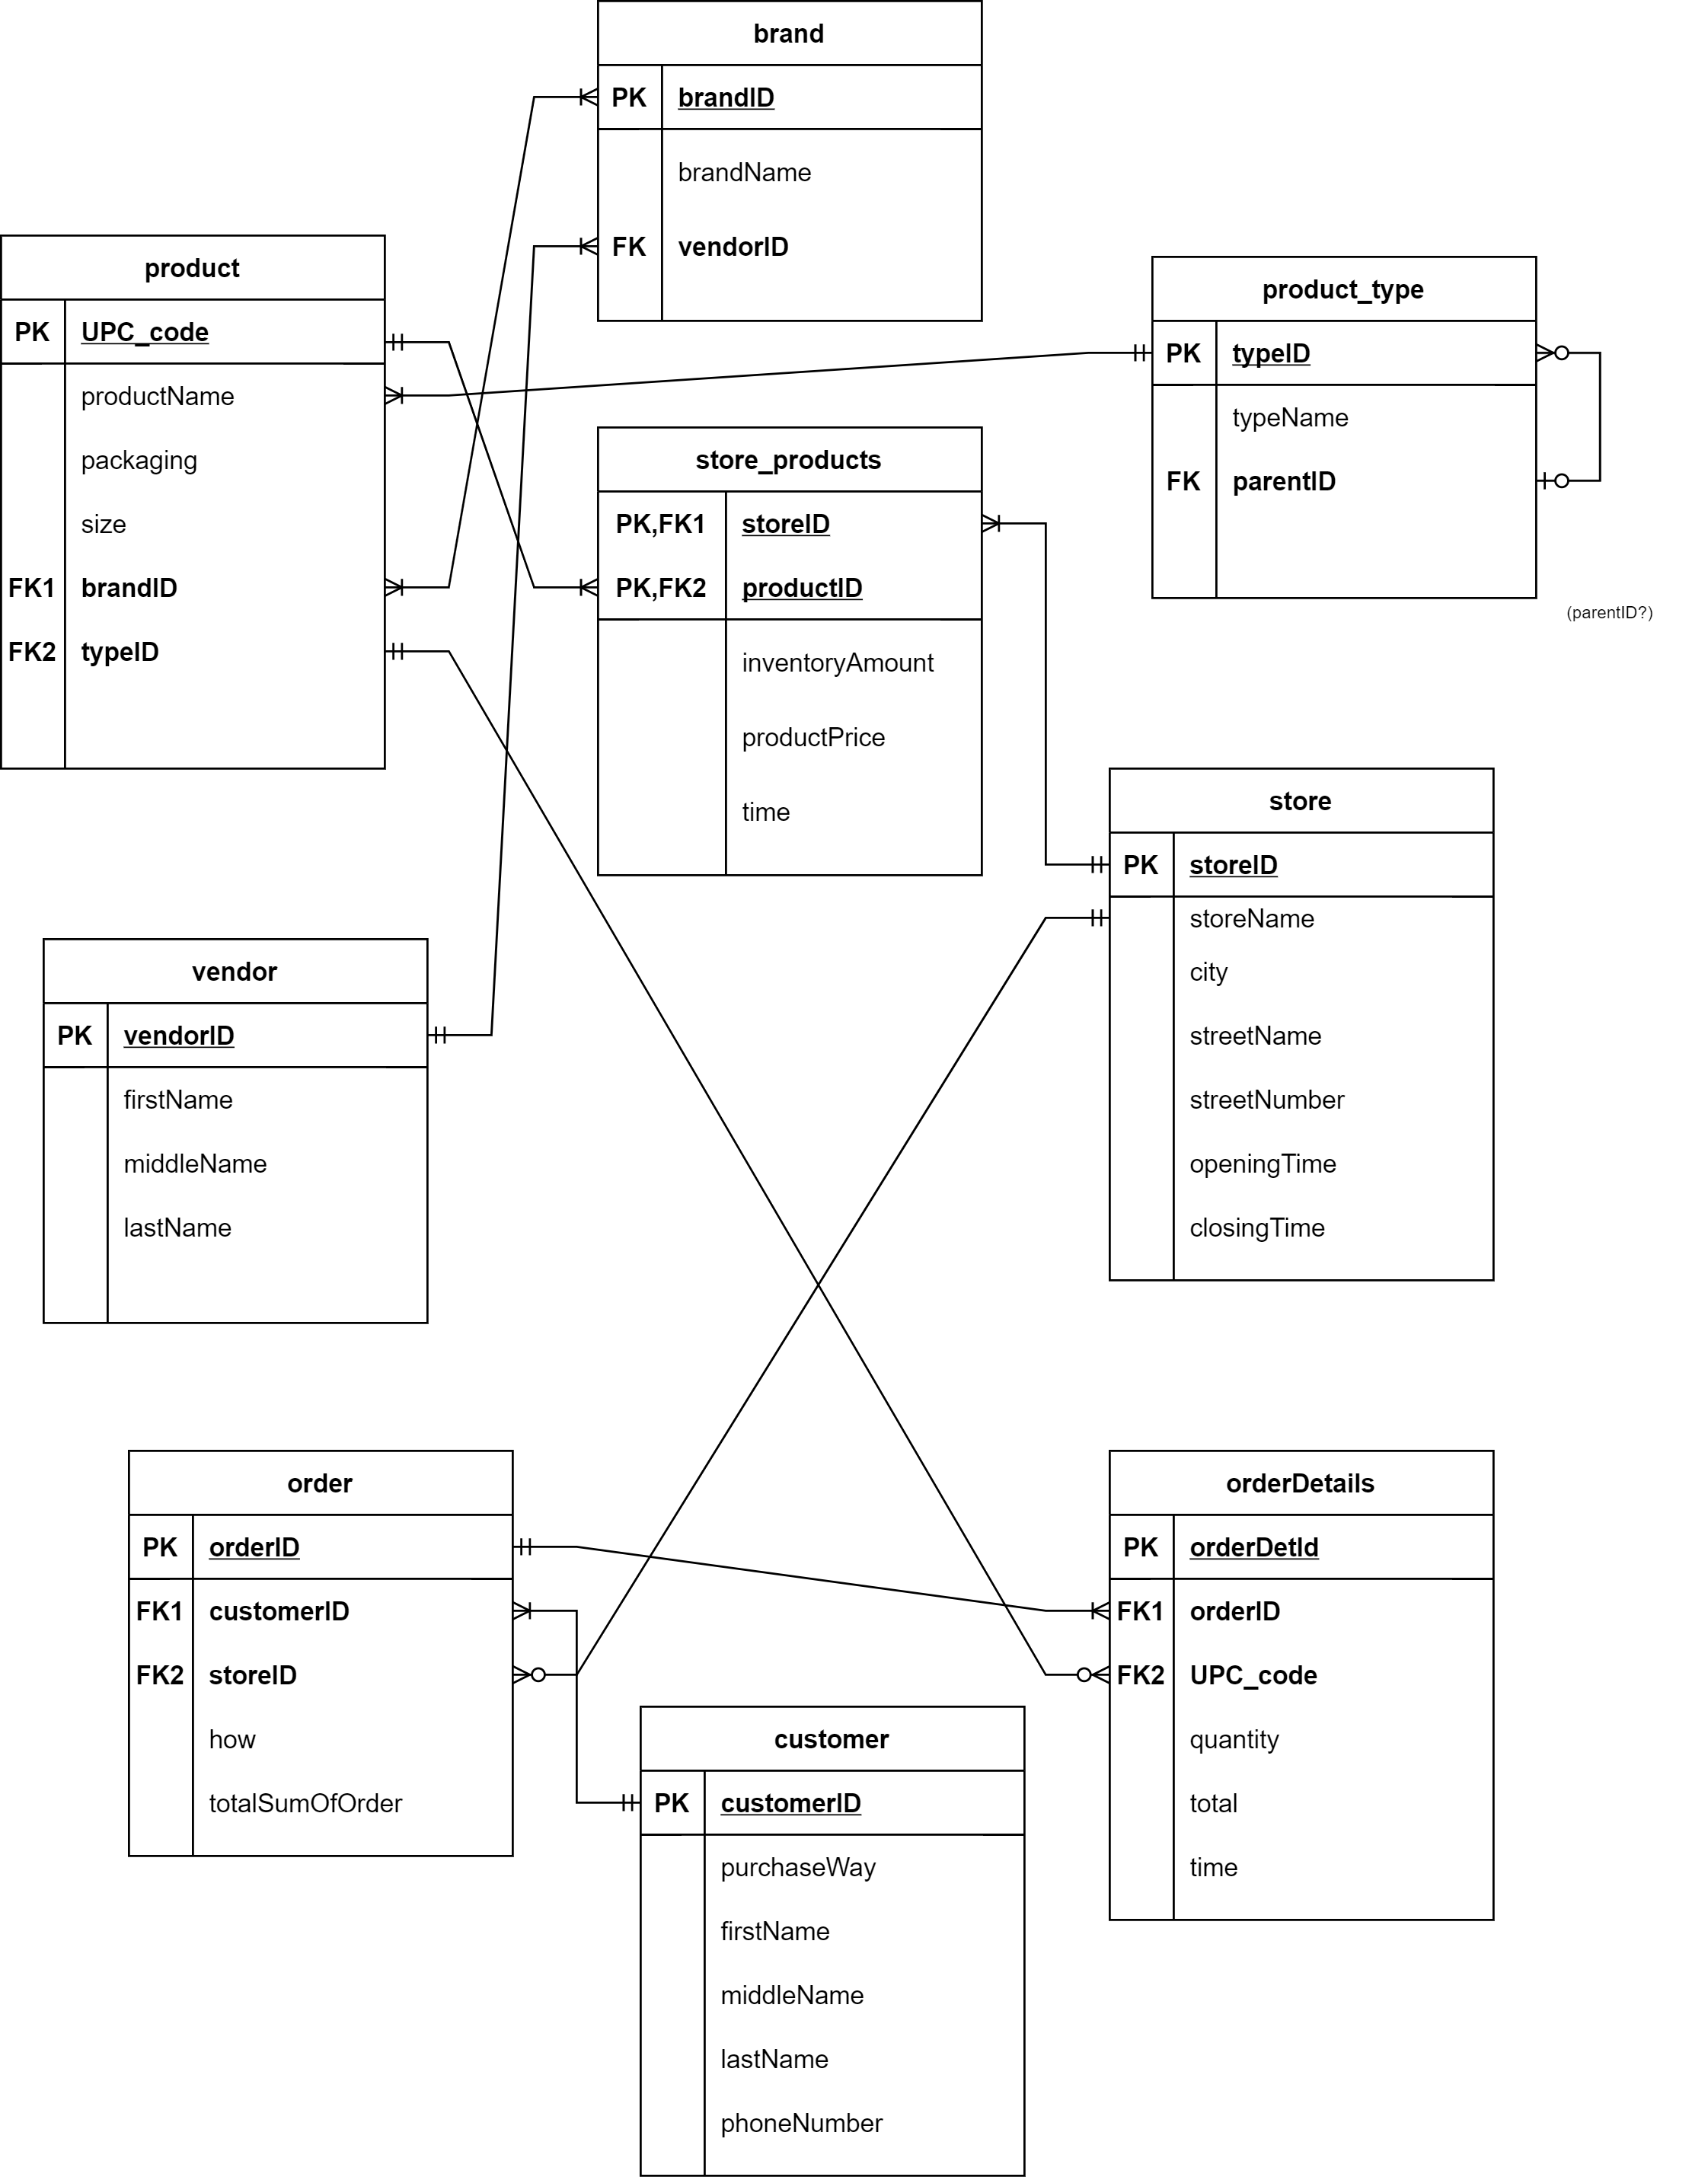 brand
PK brandID
brandName
FK vendorID
product
PK UPC_code
productName
packaging
size
FK1 brandID
FK2 typeID
product_type
PK typeID
typeName
FK parentID
(parentID?)
store_products
PK,FK1 storeID
PK,FK2 productID
inventoryAmount
productPrice
time
store
PK storeID
storeName
city
streetName
streetNumber
openingTime
closingTime
vendor
PK vendorID
firstName
middleName
lastName
order
PK orderID
FK1 customerID
FK2 storeID
how
totalSumOfOrder
orderDetails
PK orderDetId
FK1 orderID
FK2 UPC_code
quantity
total
time
customer
PK customerID
purchaseWay
firstName
middleName
lastName
phoneNumber